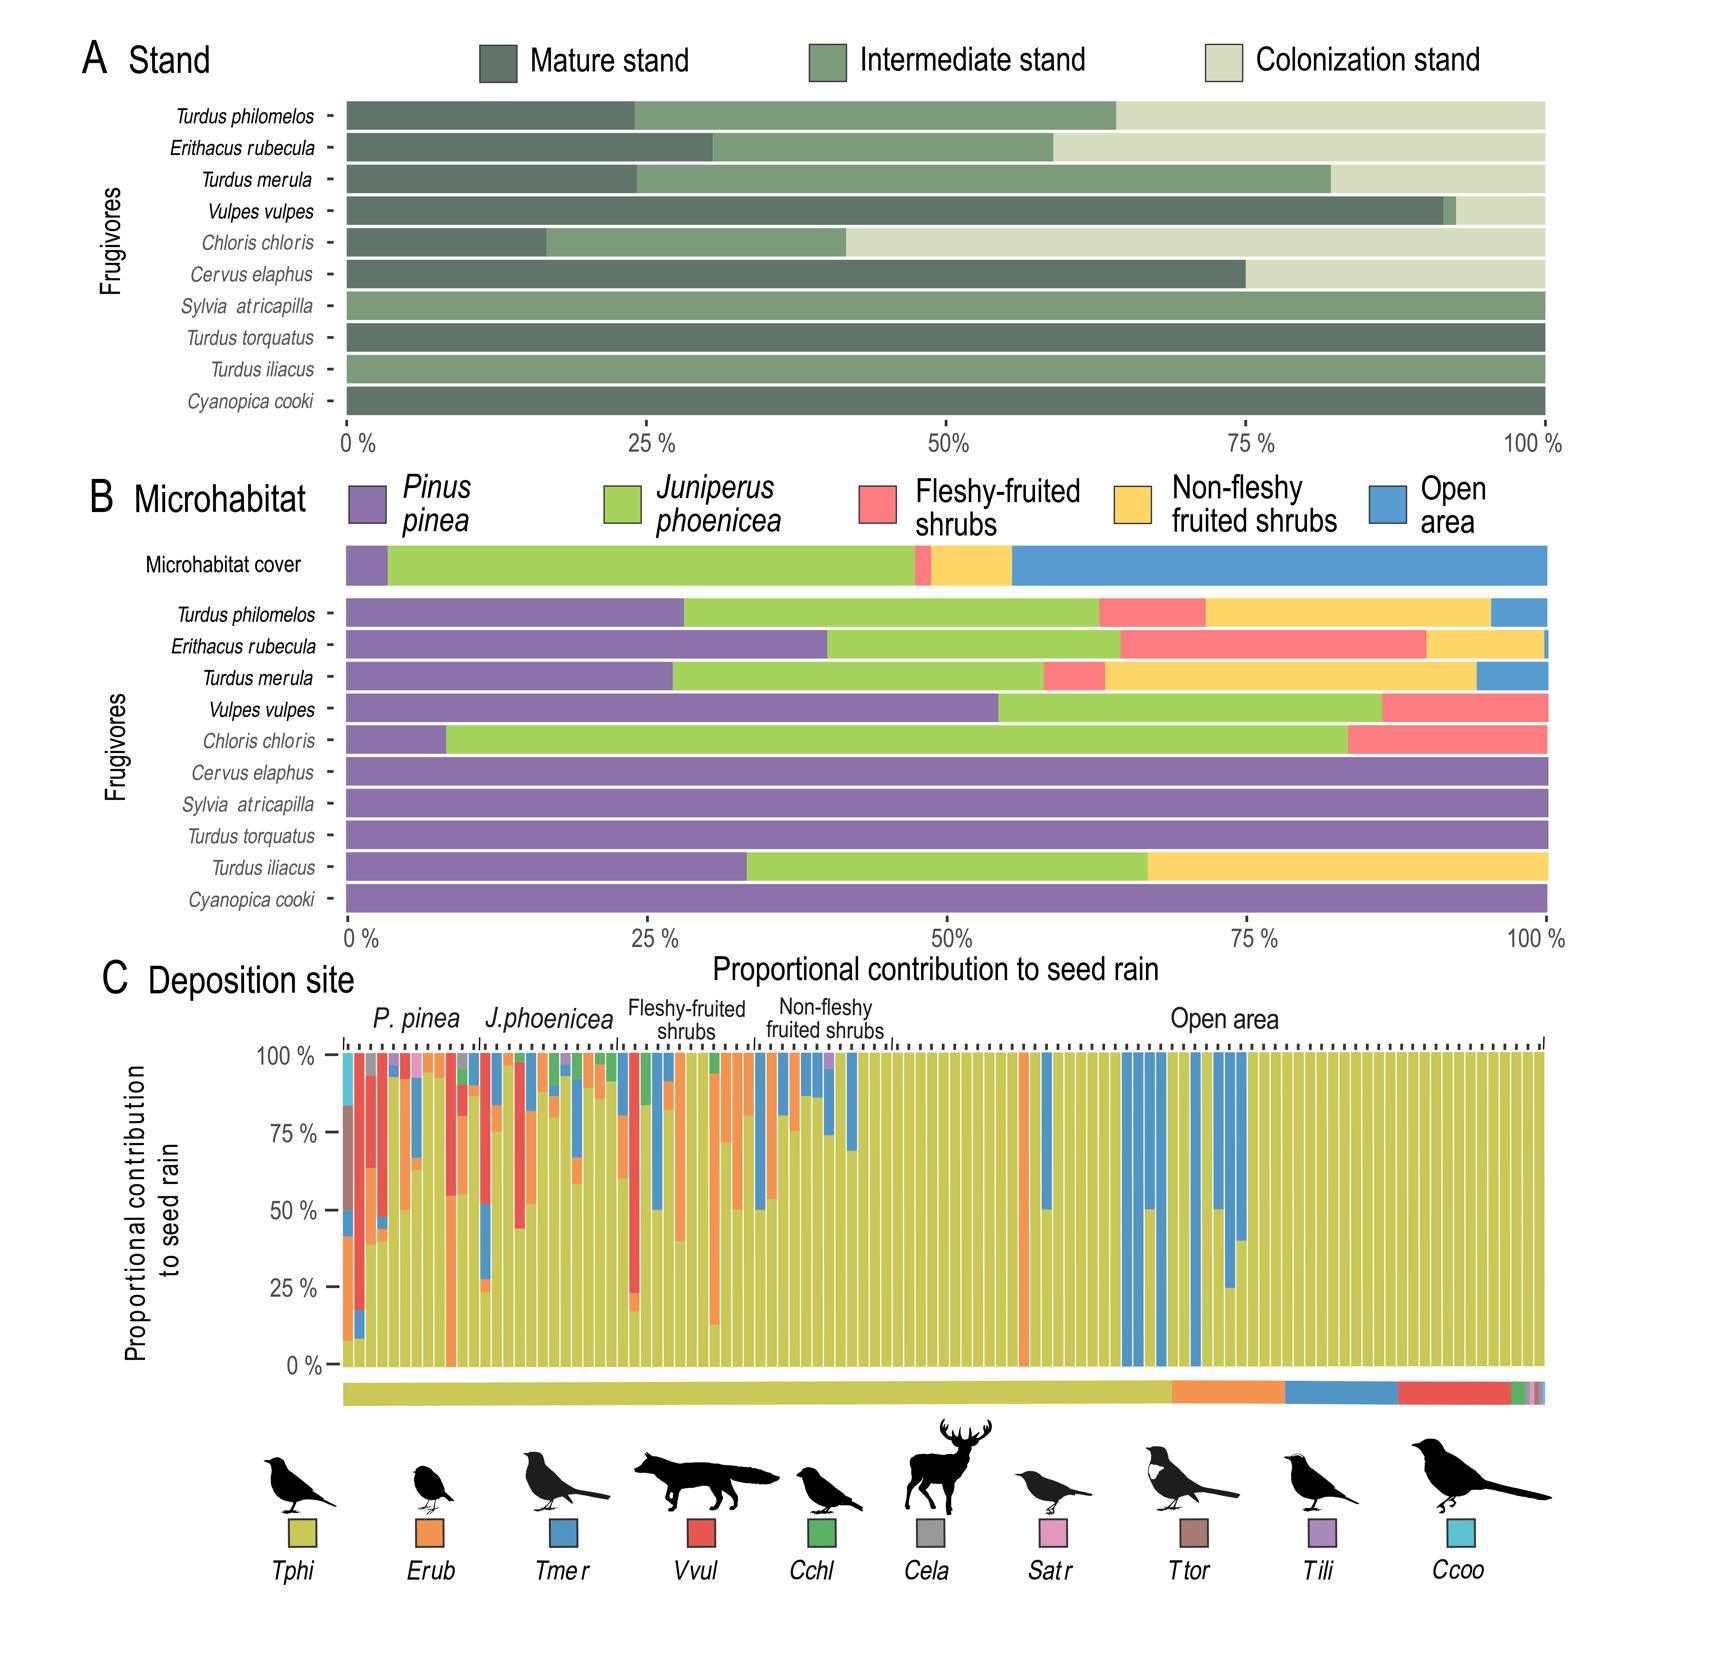 A Stand
Mature stand
Intermediate stand
Colonization stand
Frugivores
Turdus philomelos
Erithacus rubecula
Turdus merula
Vulpes vulpes
Chloris chloris
Cervus elaphus
Sylvia atricapilla
Turdus torquatus
Turdus iliacus
Cyanopica cooki
0 % 25 % 50% 75 % 100 %
B Microhabitat
Pinus
pinea
Juniperus
phoenicea
Fleshy-fruited
shrubs
Non-fleshy
fruited shrubs
Open
area
Microhabitat cover
Frugivores
Turdus philomelos
Erithacus rubecula
Turdus merula
Vulpes vulpes
Chloris chloris
Cervus elaphus
Sylvia atricapilla
Turdus torquatus
Turdus iliacus
Cyanopica cooki
0 % 25 % 50% 75 % 100 %
Proportional contribution to seed rain
C Deposition site
P. pinea
J.phoenicea
Fleshy-fruited
shrubs
Non-fleshy
fruited shrubs
Open area
Proportional contribution
to seed rain
100 %
75 %
50 %
25 %
0 %
Tphi Erub Tmer Vvul Cchl Cela Satr Ttor Tili Ccoo